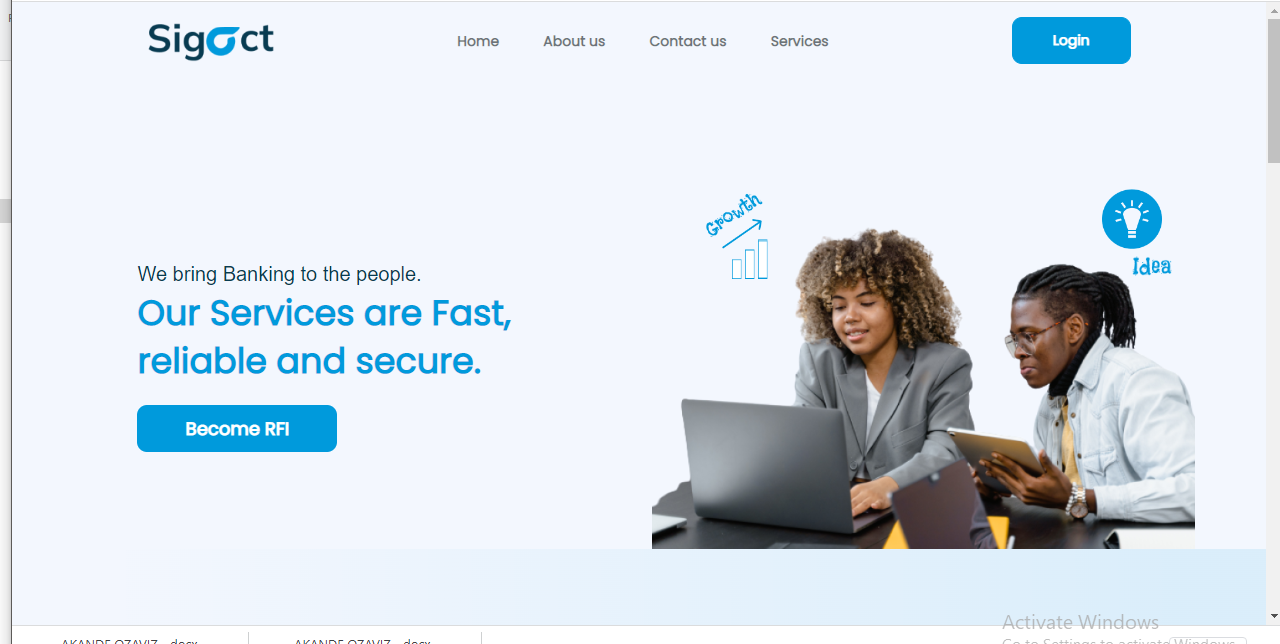 Sigoct
Home
About us
Contact us
Services
Login
Growth
Idea
We bring Banking to the people.
Our Services are Fast,
reliable and secure.
Become RFI
Activate Windows
Go to Settings to activate Windows.
AKANDE OZAVIZ....docx
AKANDE OZAVIZ....docx